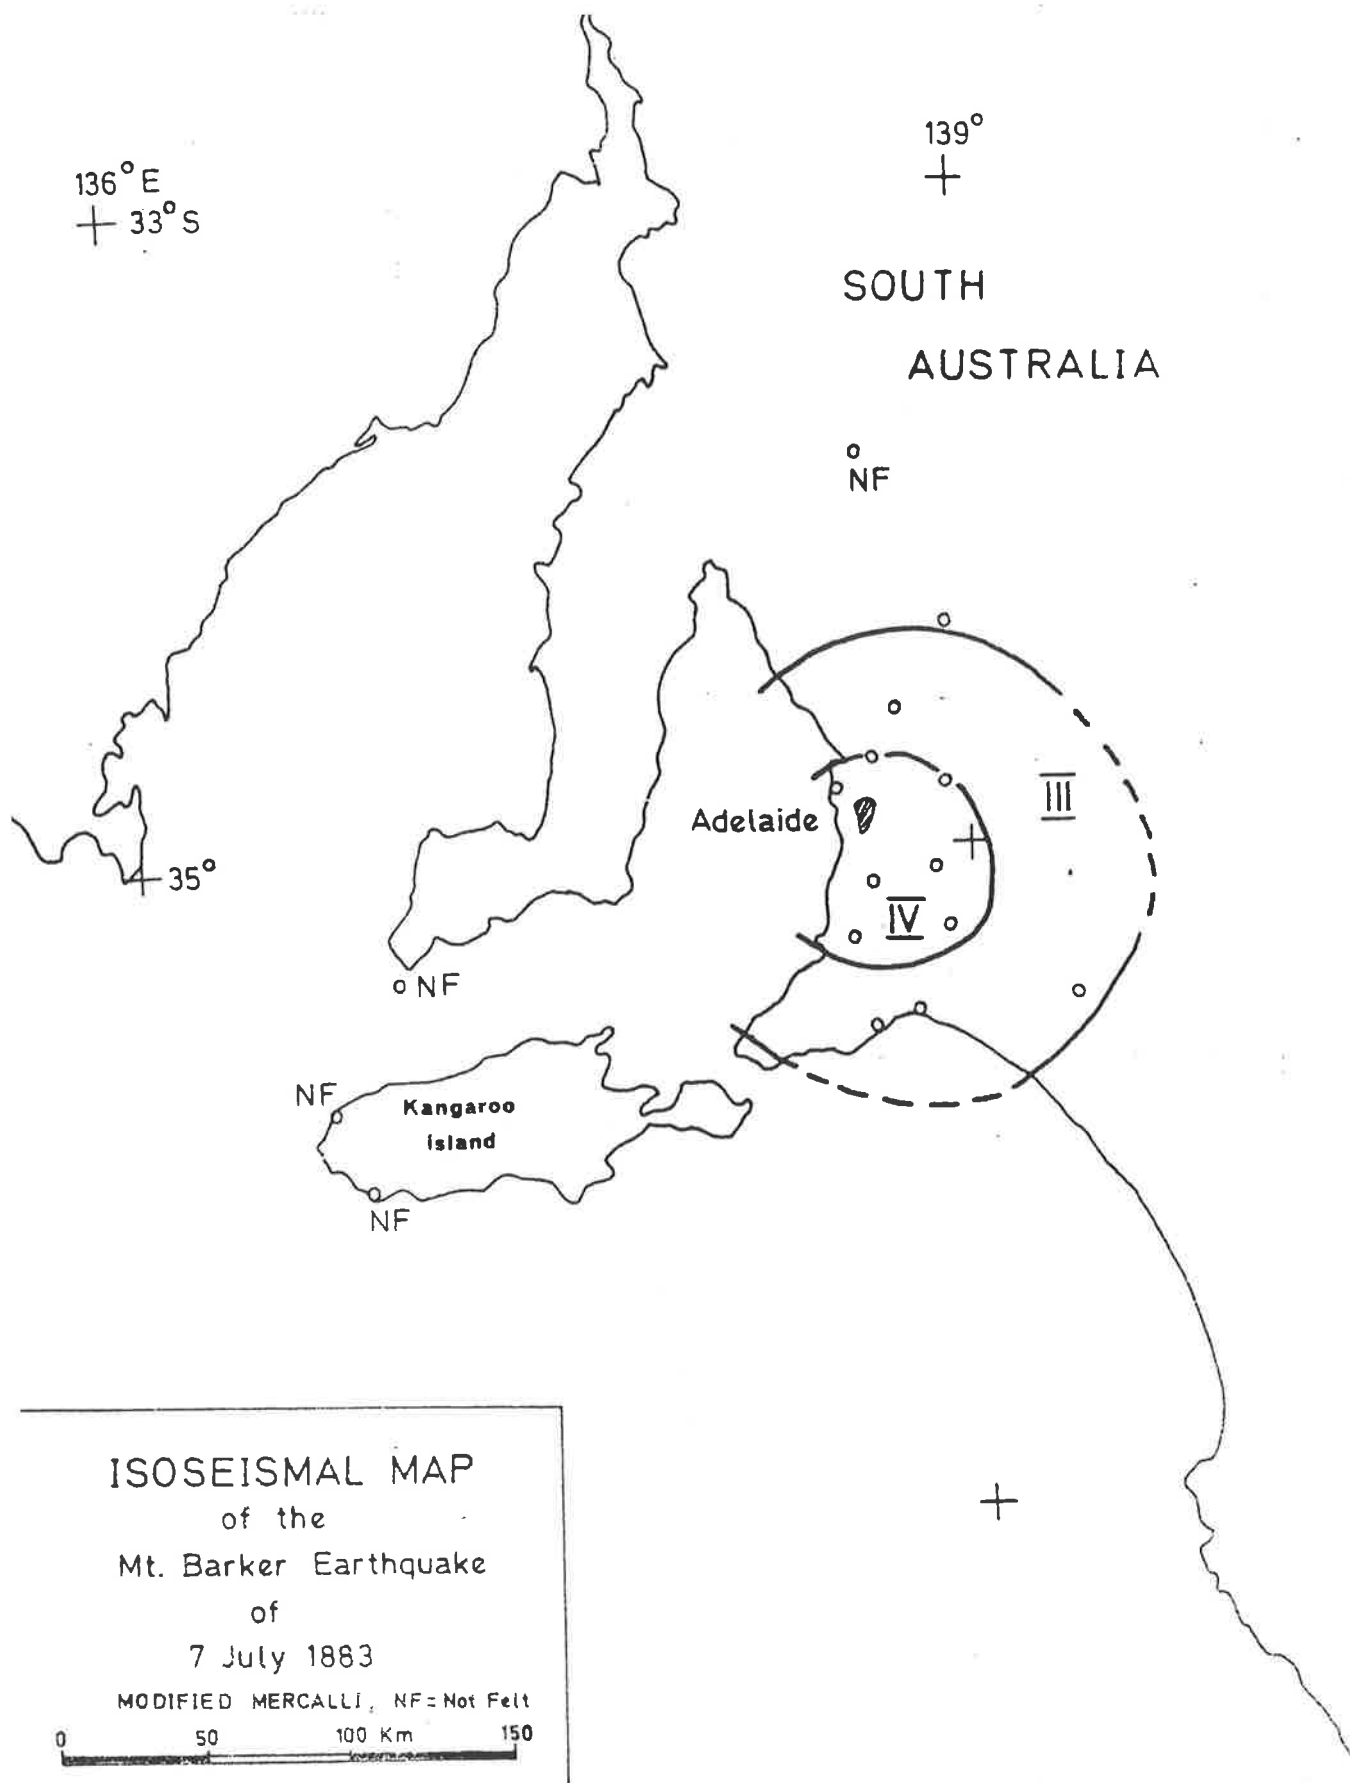 139°
136° E
33° S
SOUTH
AUSTRALIA
NF
III
Adelaide
35°
IV
NF
NF
Kangaroo
Island
NF
ISOSEISMAL MAP
of the
Mt. Barker Earthquake
of
7 July 1883
MODIFIED MERCALLI, NF = Not Felt
0 50 100 Km 150